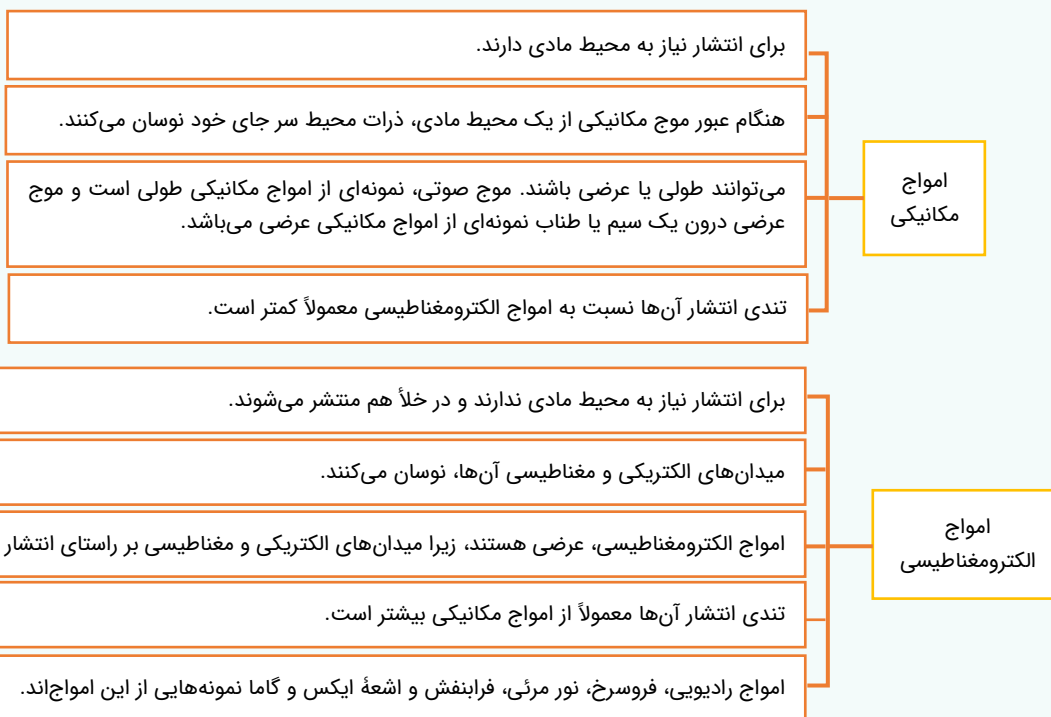 امواج
مکانیکی
برای انتشار نیاز به محیط مادی دارند.
هنگام عبور موج مکانیکی از یک محیط مادی، ذرات محیط سر جای خود نوسان می‌کنند.
می‌توانند طولی یا عرضی باشند. موج صوتی، نمونه‌ای از امواج مکانیکی طولی است و موج
عرضی درون یک سیم یا طناب نمونه‌ای از امواج مکانیکی عرضی می‌باشد.
تندی انتشار آن‌ها نسبت به امواج الکترومغناطیسی معمولاً کمتر است.
امواج
الکترومغناطیسی
برای انتشار نیاز به محیط مادی ندارند و در خلأ هم منتشر می‌شوند.
میدان‌های الکتریکی و مغناطیسی آن‌ها، نوسان می‌کنند.
امواج الکترومغناطیسی، عرضی هستند، زیرا میدان‌های الکتریکی و مغناطیسی بر راستای انتشار
تندی انتشار آن‌ها معمولاً از امواج مکانیکی بیشتر است.
امواج رادیویی، فروسرخ، نور مرئی، فرابنفش و اشعهٔ ایکس و گاما نمونه‌هایی از این امواج‌اند.